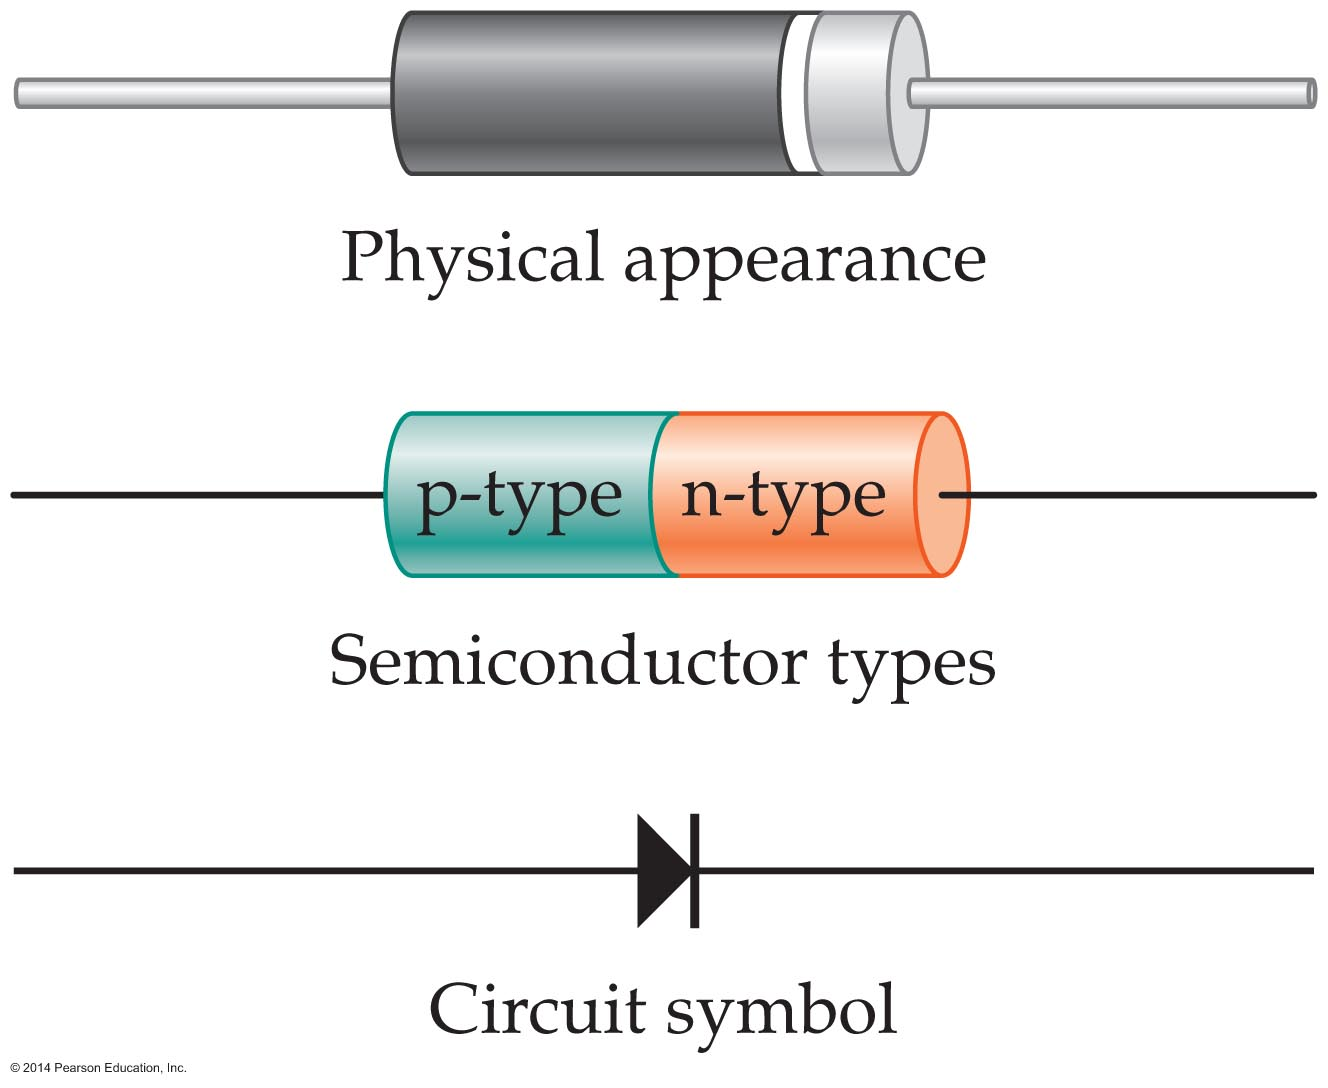 Physical appearance
p-type n-type
Semiconductor types
Circuit symbol
© 2014 Pearson Education, Inc.